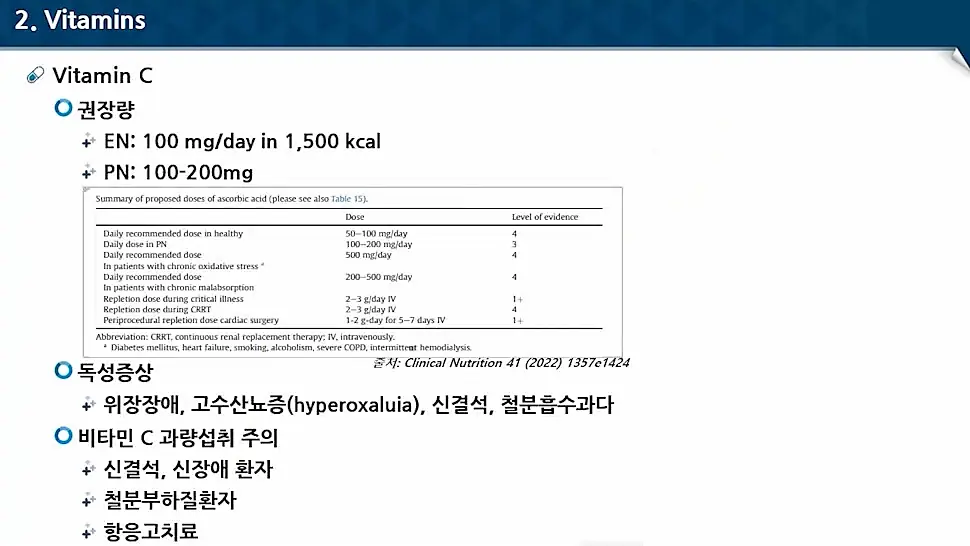 2. Vitamins
Vitamin C
권장량
EN: 100 mg/day in 1,500 kcal
PN: 100-200mg
Summary of proposed doses of ascorbic acid (please see also Table 15).
Dose Level of evidence
Daily recommended dose in healthy 50–100 mg/day 4
Daily dose in PN 100–200 mg/day 3
Daily recommended dose 500 mg/day 4
In patients with chronic oxidative stress a
Daily recommended dose 200–500 mg/day 4
In patients with chronic malabsorption
Repletion dose during critical illness 2–3 g/day IV 1+
Repletion dose during CRRT 2–3 g/day IV 4
Periprocedural repletion dose cardiac surgery 1-2 g-day for 5–7 days IV 1+
Abbreviation: CRRT, continuous renal replacement therapy; IV, intravenously.
a Diabetes mellitus, heart failure, smoking, alcoholism, severe COPD, intermittent hemodialysis.
출처: Clinical Nutrition 41 (2022) 1357e1424
독성증상
위장장애, 고수산뇨증(hyperoxaluia), 신결석, 철분흡수과다
비타민 C 과량섭취 주의
신결석, 신장애 환자
철분부하질환자
항응고치료